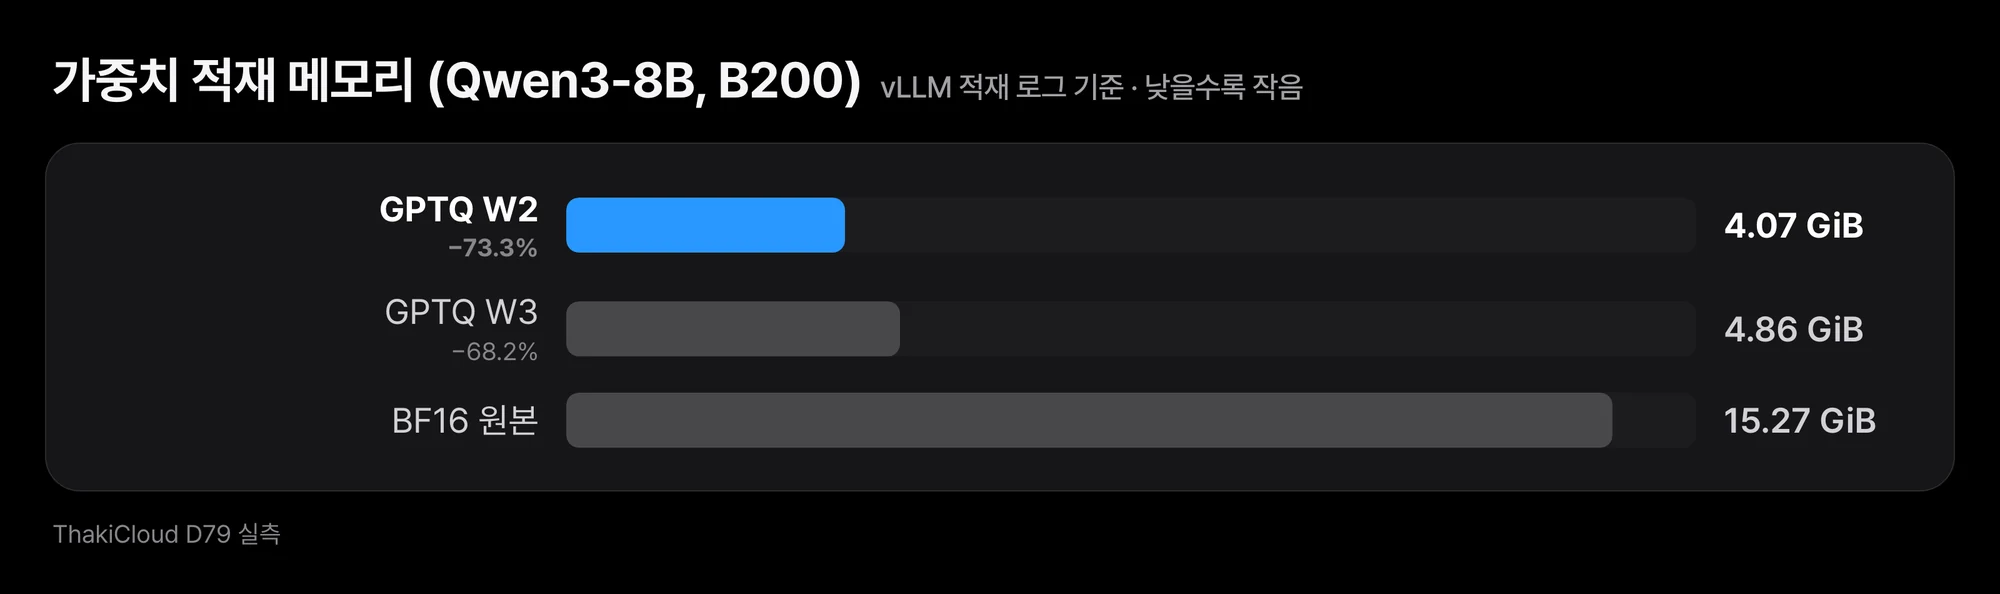 가중치 적재 메모리 (Qwen3-8B, B200) vLLM 적재 로그 기준 · 낮을수록 작음
GPTQ W2
−73.3%
4.07 GiB
GPTQ W3
−68.2%
4.86 GiB
BF16 원본
15.27 GiB
ThakiCloud D79 실측